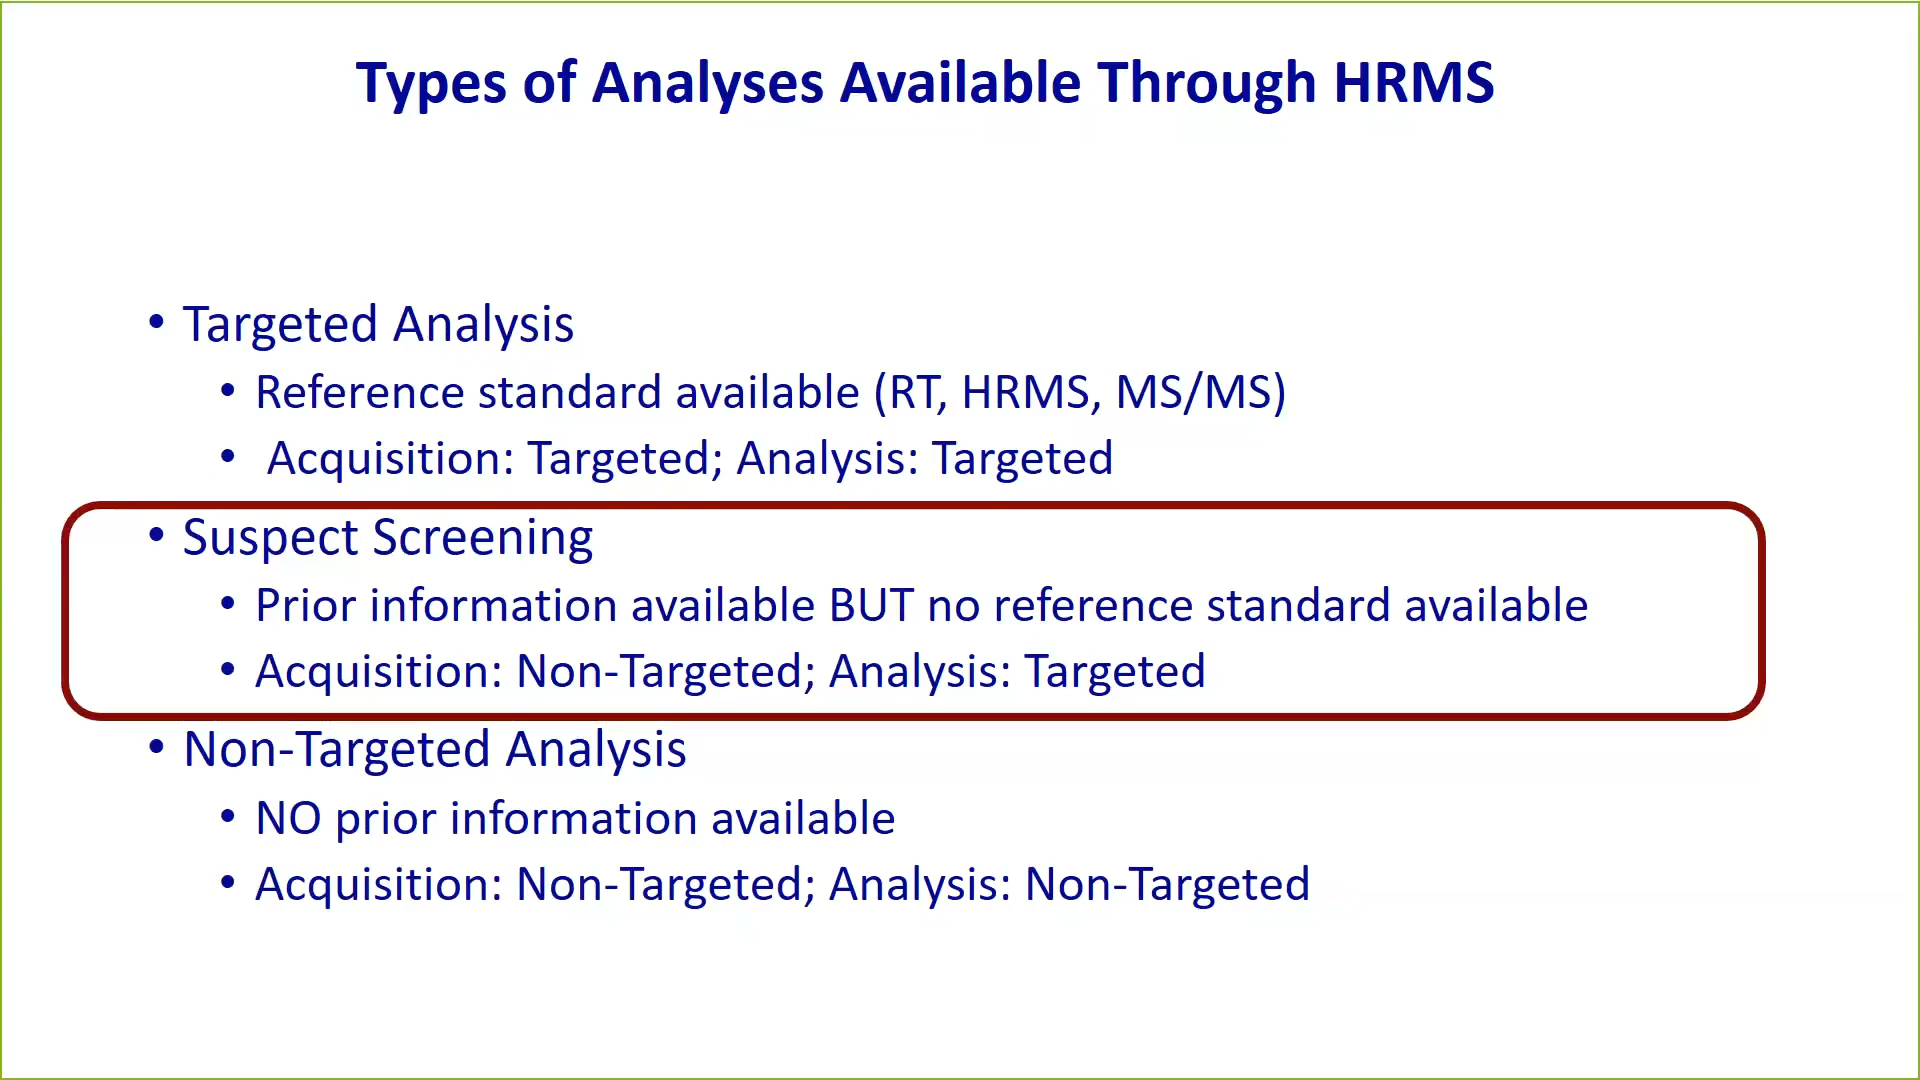 Types of Analyses Available Through HRMS
• Targeted Analysis
• Reference standard available (RT, HRMS, MS/MS)
• Acquisition: Targeted; Analysis: Targeted
• Suspect Screening
• Prior information available BUT no reference standard available
• Acquisition: Non-Targeted; Analysis: Targeted
• Non-Targeted Analysis
• NO prior information available
• Acquisition: Non-Targeted; Analysis: Non-Targeted